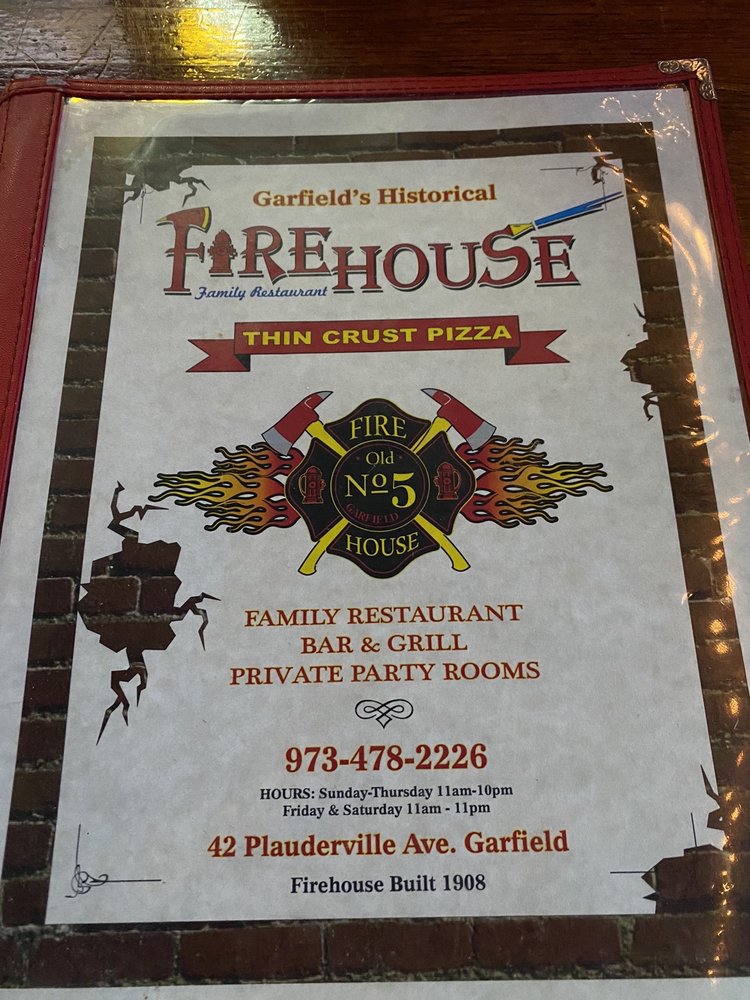 Garfield's Historical
FIREHOUSE
Family Restaurant
THIN CRUST PIZZA
FIRE
Old
No5
GARFIELD
HOUSE
FAMILY RESTAURANT
BAR & GRILL
PRIVATE PARTY ROOMS
973-478-2226
HOURS: Sunday-Thursday 11am-10pm
Friday & Saturday 11am - 11pm
42 Plauderville Ave. Garfield
Firehouse Built 1908